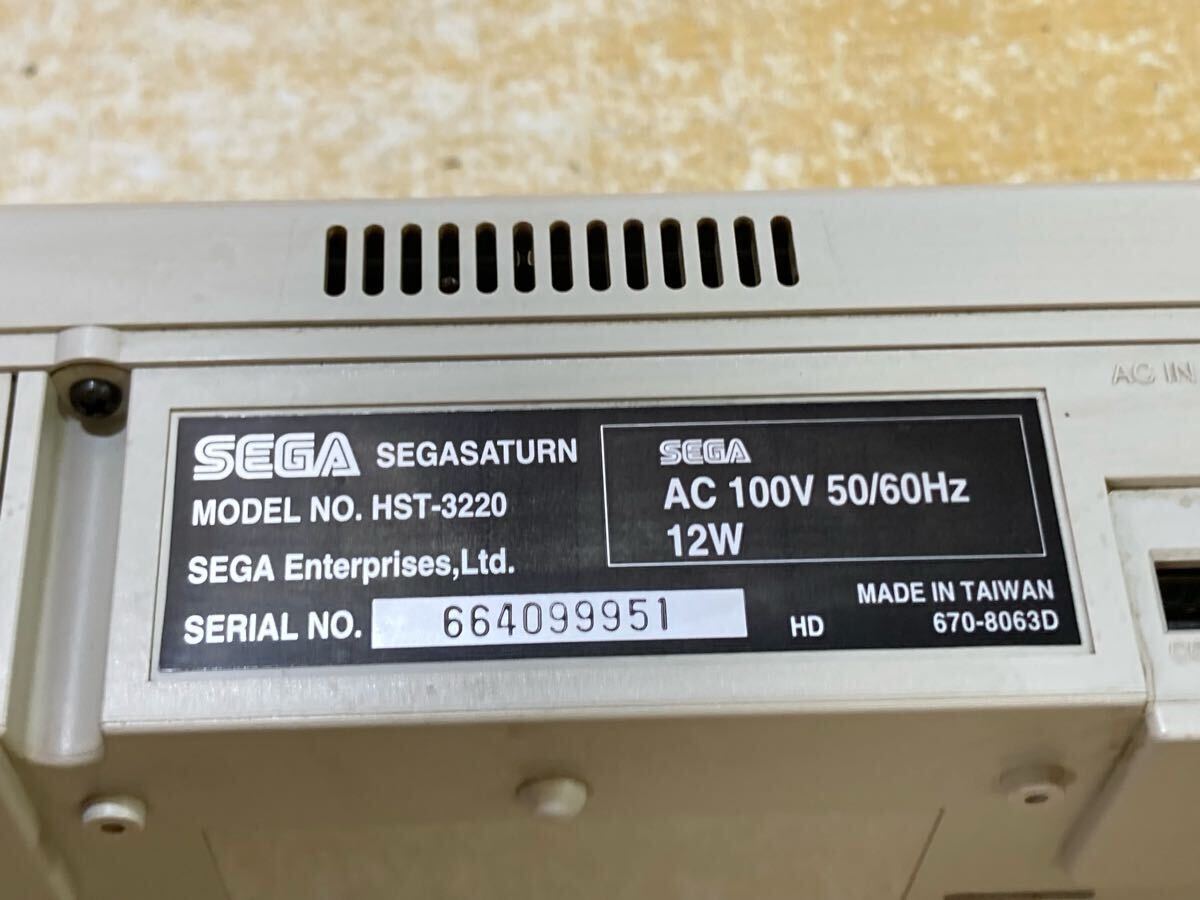 AC IN
SEGA SEGASATURN
MODEL NO. HST-3220
SEGA Enterprises,Ltd.
SERIAL NO. 664099951
SEGA
AC 100V 50/60Hz
12W
HD
MADE IN TAIWAN
670-8063D